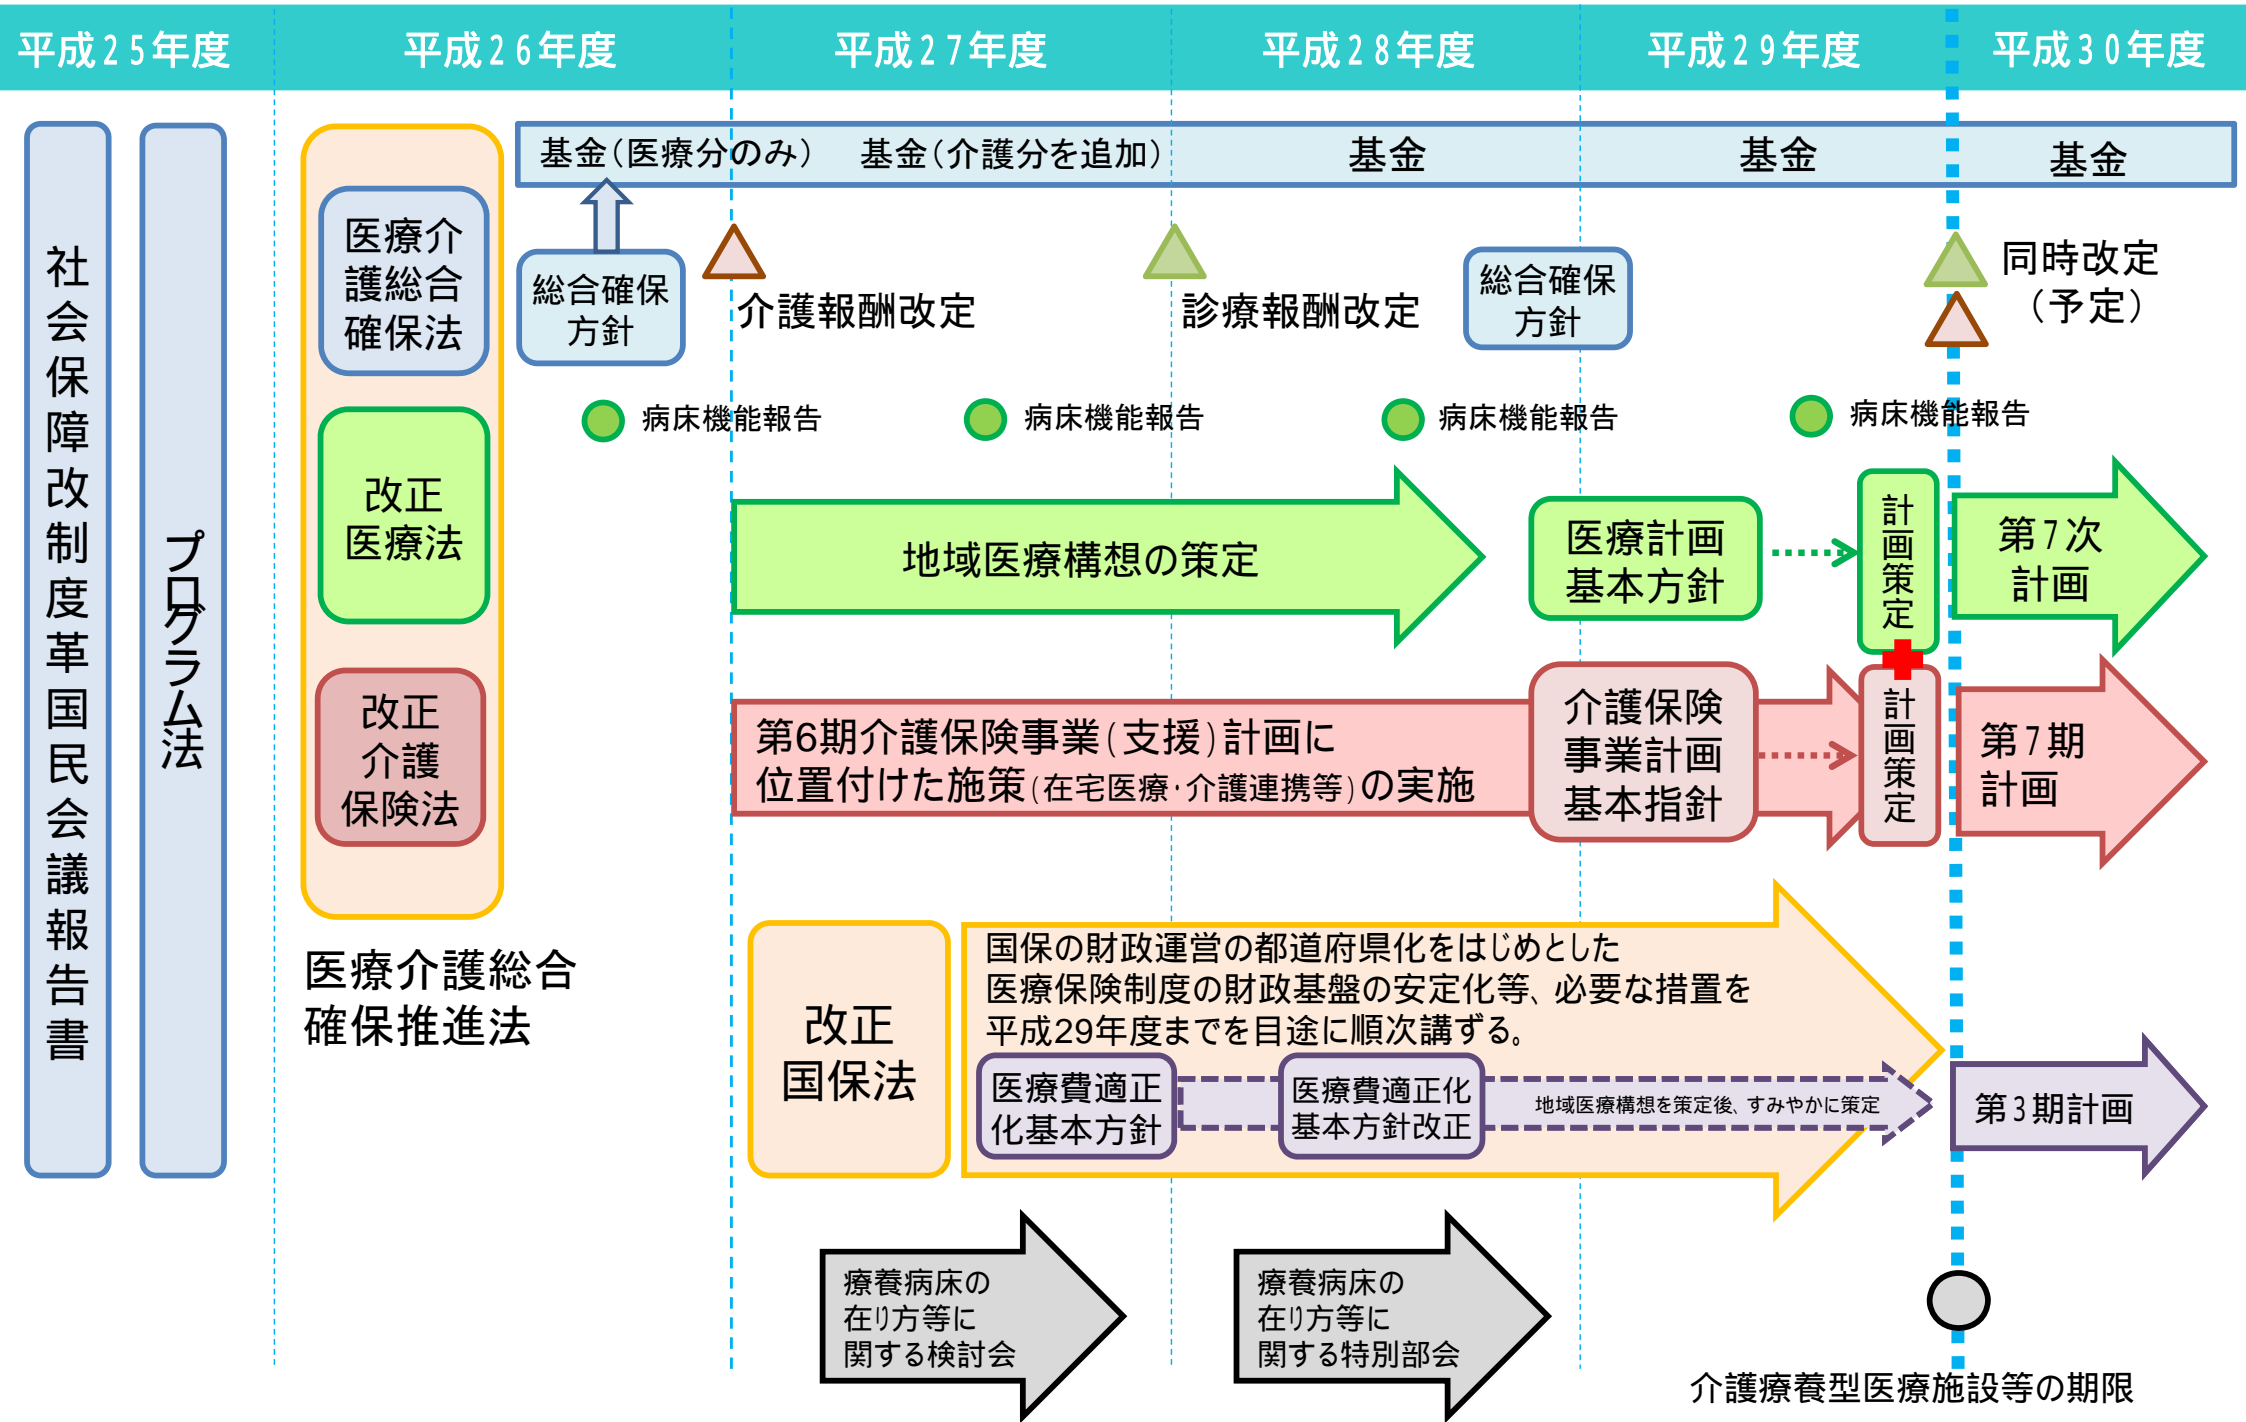 平成25年度
平成26年度
平成27年度
平成28年度
平成29年度
平成30年度
社会保障改制度革国民会議報告書
プログラム法
医療介
護総合
確保法
改正
医療法
改正
介護
保険法
医療介護総合
確保推進法
基金(医療分のみ)
基金(介護分を追加)
基金
基金
基金
総合確保
方針
介護報酬改定
診療報酬改定
総合確保
方針
同時改定
(予定)
病床機能報告
病床機能報告
病床機能報告
病床機能報告
地域医療構想の策定
医療計画
基本方針
計画策定
第7次
計画
第6期介護保険事業(支援)計画に
位置付けた施策(在宅医療・介護連携等)の実施
介護保険
事業計画
基本指針
計画策定
第7期
計画
改正
国保法
国保の財政運営の都道府県化をはじめとした
医療保険制度の財政基盤の安定化等、必要な措置を
平成29年度までを目途に順次講ずる。
医療費適正
化基本方針
医療費適正化
基本方針改正
地域医療構想を策定後、すみやかに策定
第3期計画
療養病床の
在り方等に
関する検討会
療養病床の
在り方等に
関する特別部会
介護療養型医療施設等の期限